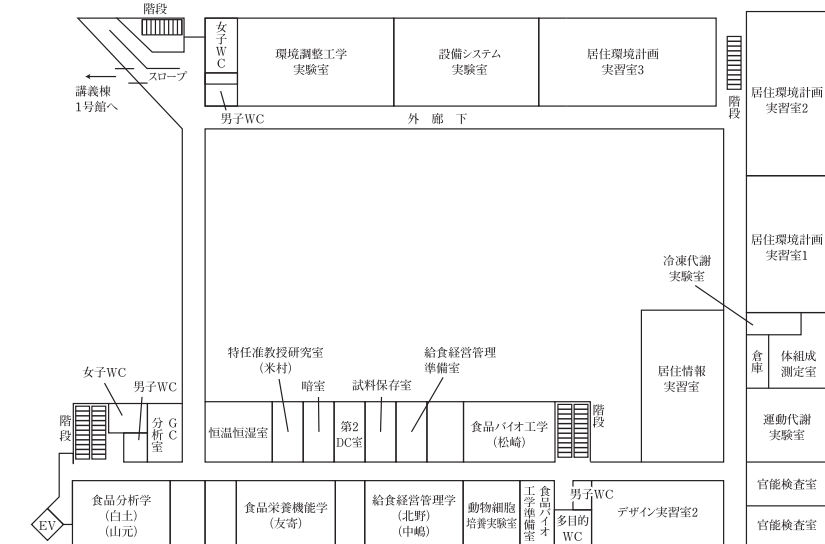 階段
女子WC
環境調整工学
実験室
設備システム
実験室
居住環境計画
実習室3
階段
居住環境計画
実習室2
スロープ
講義棟
1号館へ
男子WC
外 廊 下
居住環境計画
実習室1
冷凍代謝
実験室
倉庫
体組成
測定室
居住情報
実習室
特任准教授研究室
(米村)
給食経営管理
準備室
女子WC
男子WC
暗室
試料保存室
階段
GC
分析室
恒温恒湿室
第2
DC室
食品バイオ工学
(松崎)
階段
運動代謝
実験室
官能検査室
食品分析学
(白土)
(山元)
EV
食品栄養機能学
(友寄)
給食経営管理学
(北野)
(中嶋)
動物細胞
培養実験室
食品バイオ
工学準備室
男子WC
多目的
WC
デザイン実習室2
官能検査室